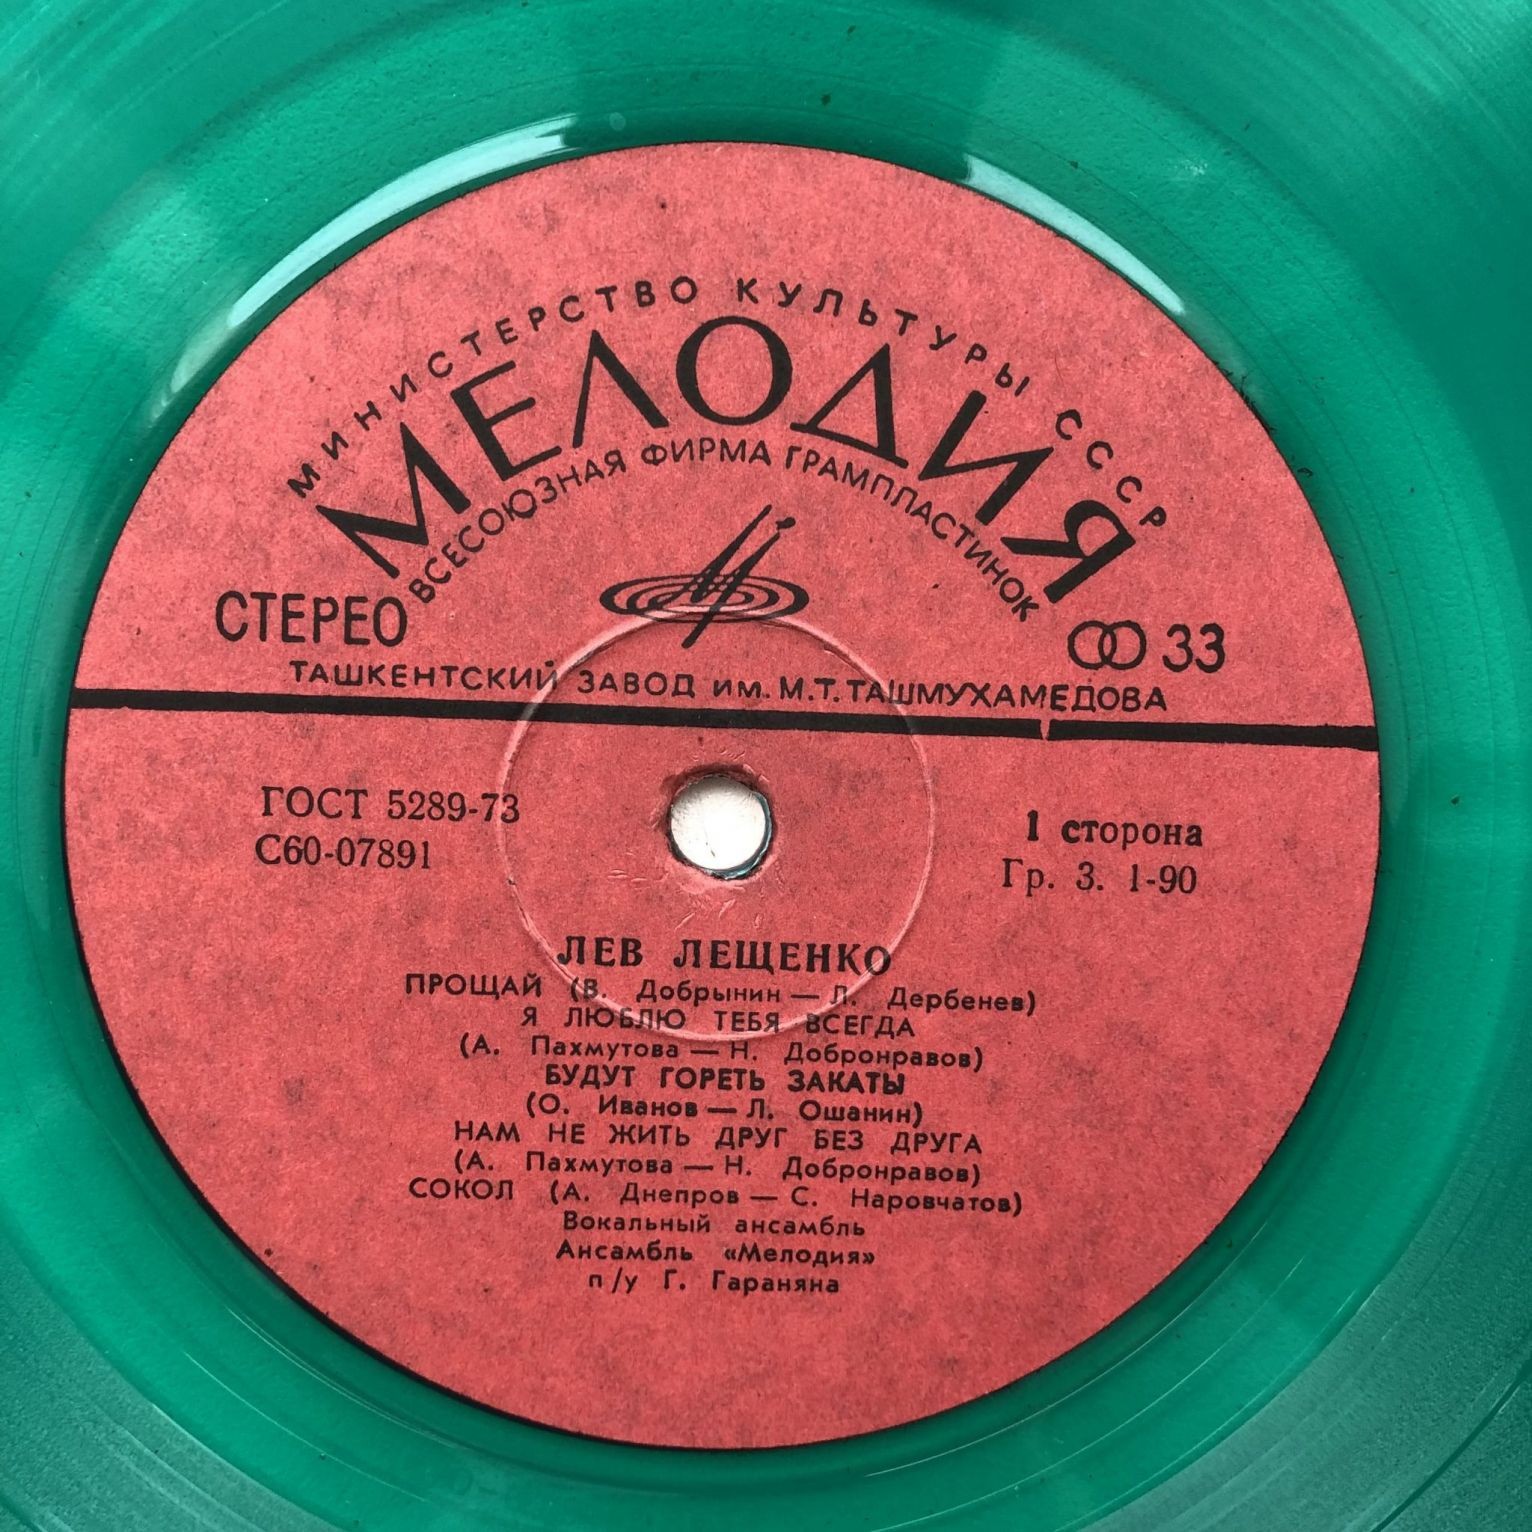 МИНИСТЕРСТВО КУЛЬТУРЫ СССР
МЕЛОДИЯ
ВСЕСОЮЗНАЯ ФИРМА ГРАМПЛАСТИНОК
СТЕРЕО
33
ТАШКЕНТСКИЙ ЗАВОД им. М.Т.ТАШМУХАМЕДОВА
ГОСТ 5289-73
С60-07891
1 сторона
Гр. 3. 1-90
ЛЕВ ЛЕЩЕНКО
ПРОЩАЙ (В. Добрынин — Л. Дербенев)
Я ЛЮБЛЮ ТЕБЯ ВСЕГДА
(А. Пахмутова — Н. Добронравов)
БУДУТ ГОРЕТЬ ЗАКАТЫ
(О. Иванов — Л. Ошанин)
НАМ НЕ ЖИТЬ ДРУГ БЕЗ ДРУГА
(А. Пахмутова — Н. Добронравов)
СОКОЛ (А. Днепров — С. Наровчатов)
Вокальный ансамбль
Ансамбль «Мелодия»
п/у Г. Гараняна